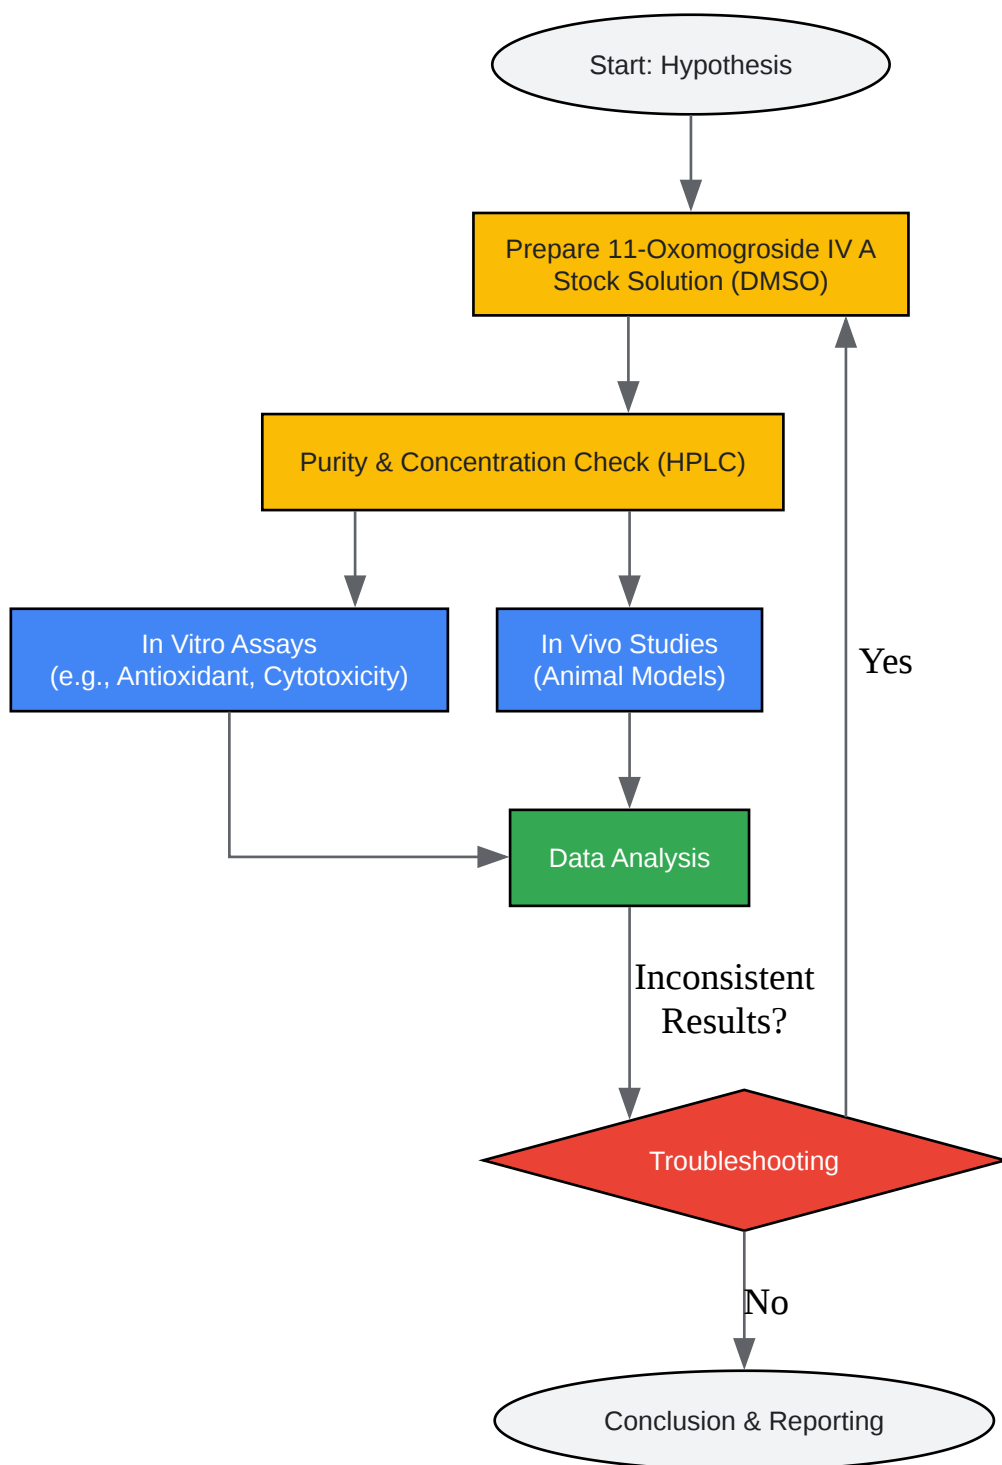 Start: Hypothesis
Prepare 11-Oxomogroside IV A
Stock Solution (DMSO)
Purity & Concentration Check (HPLC)
In Vitro Assays
(e.g., Antioxidant, Cytotoxicity)
In Vivo Studies
(Animal Models)
Yes
Data Analysis
Inconsistent
Results?
Troubleshooting
No
Conclusion & Reporting